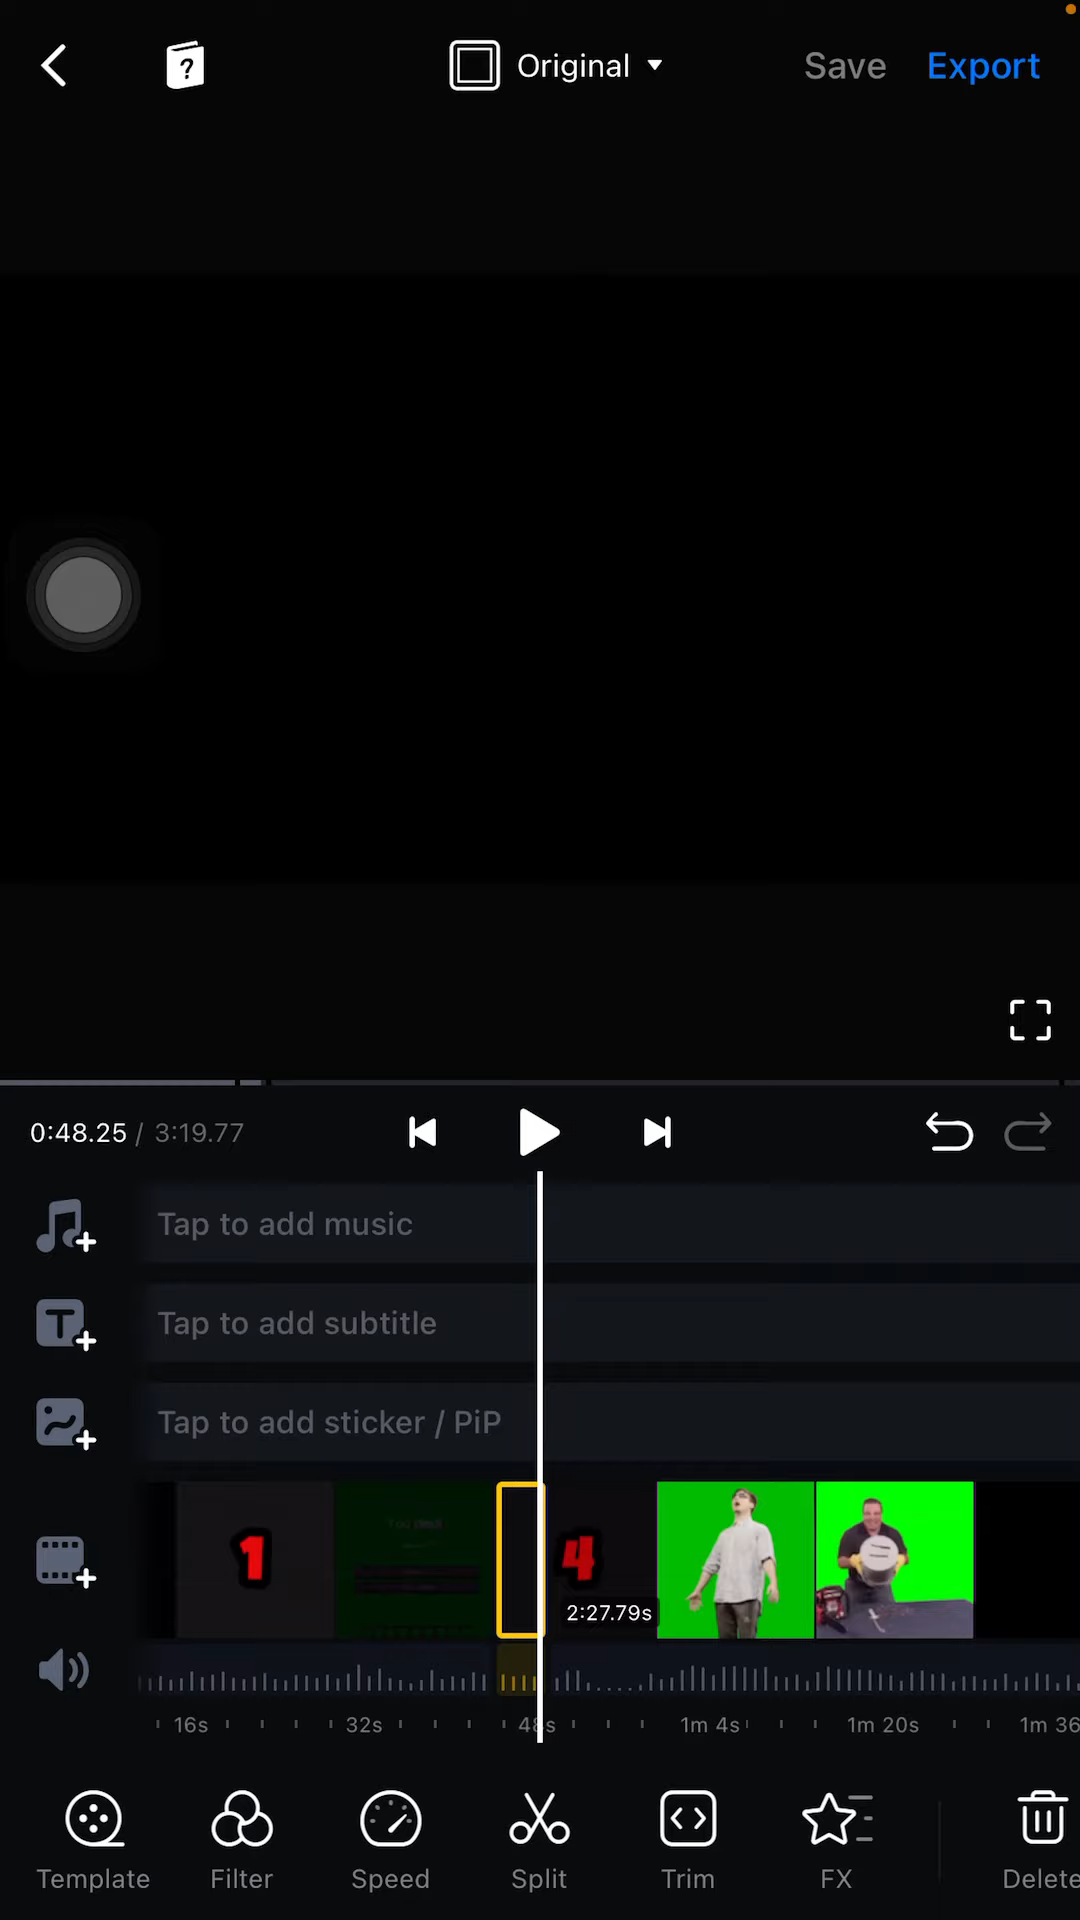 ?
Original
Save
Export
0:48.25 / 3:19.77
Tap to add music
T
Tap to add subtitle
Tap to add sticker / PiP
1
4
2:27.79s
16s
32s
48s
1m 4s
1m 20s
1m 36
Template
Filter
Speed
Split
Trim
FX
Delete